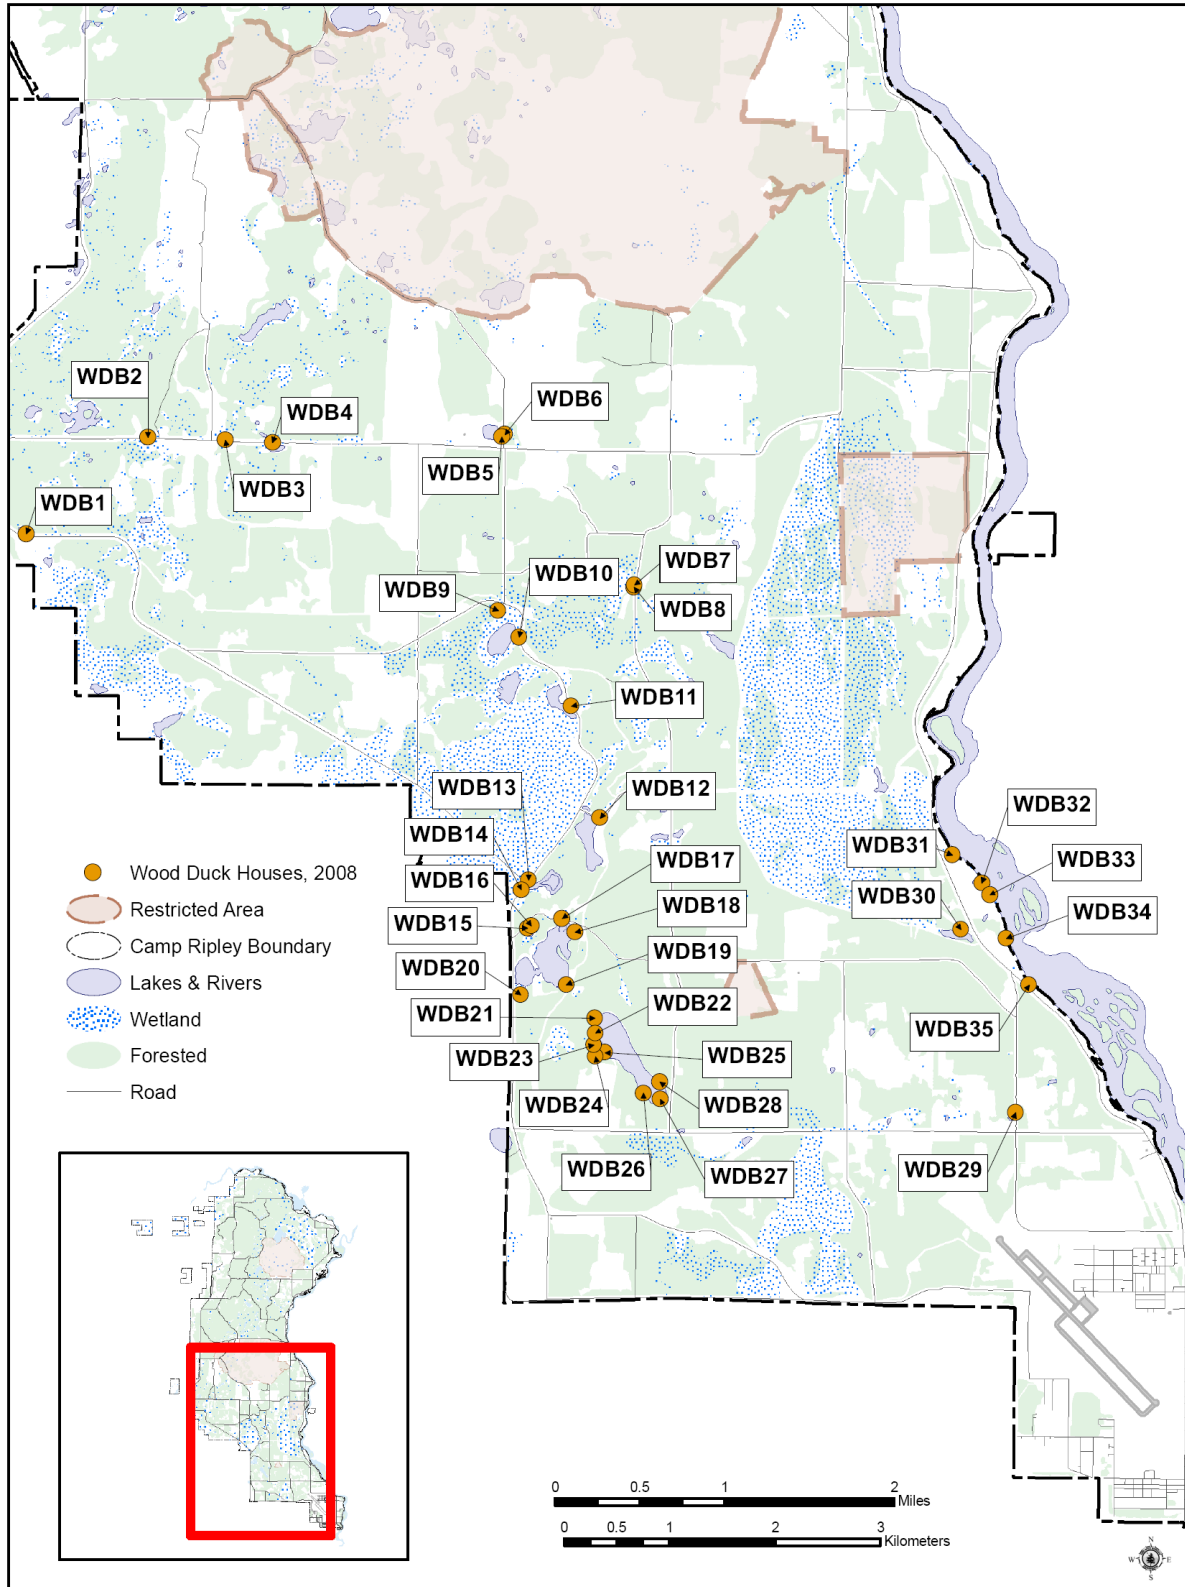 WDB2
WDB6
WDB4
WDB3
WDB5
WDB1
WDB10
WDB7
WDB9
WDB8
WDB11
WDB13
WDB12
WDB14
WDB32
WDB31
WDB17
WDB33
WDB16
WDB18
WDB30
WDB15
WDB34
WDB20
WDB19
WDB21
WDB22
WDB35
WDB23
WDB25
WDB24
WDB28
WDB26
WDB27
WDB29
Wood Duck Houses, 2008
Restricted Area
Camp Ripley Boundary
Lakes & Rivers
Wetland
Forested
Road
0 0.5 1 2
Miles
0 0.5 1 2 3
Kilometers
N
W E
S